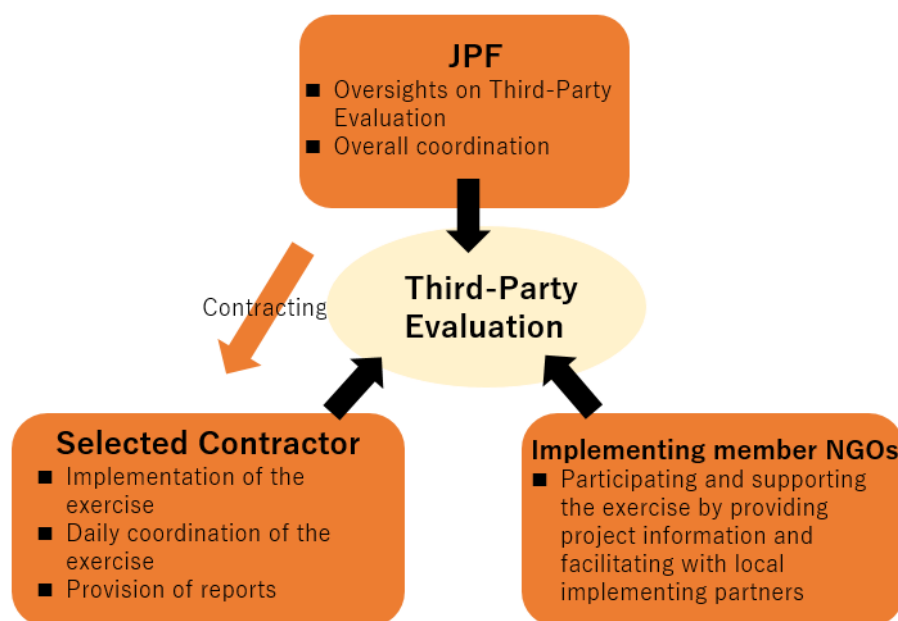 JPF
■ Oversights on Third-Party
Evaluation
■ Overall coordination
Contracting
Third-Party
Evaluation
Selected Contractor
■ Implementation of the
exercise
■ Daily coordination of the
exercise
■ Provision of reports
Implementing member NGOs
■ Participating and supporting
the exercise by providing
project information and
facilitating with local
implementing partners